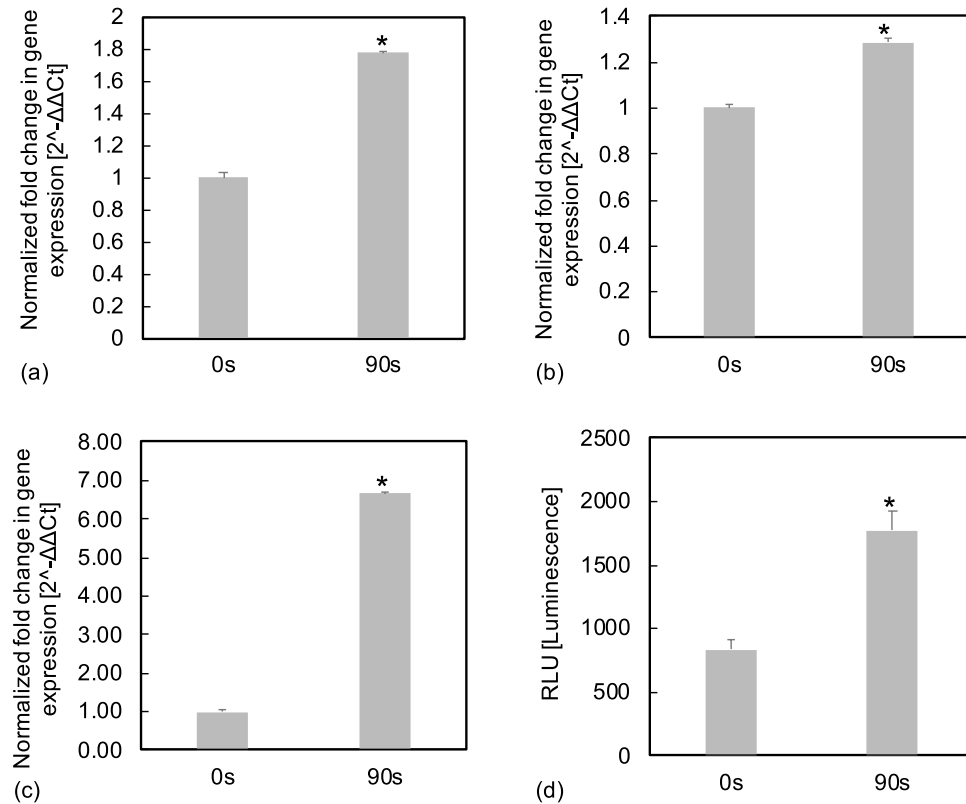 Normalized fold change in gene
expression [2^-ΔΔCt]
2
1.8
1.6
1.4
1.2
1
0.8
0.6
0.4
0.2
0
*
0s
90s
(a)
Normalized fold change in gene
expression [2^-ΔΔCt]
1.4
1.2
1
0.8
0.6
0.4
0.2
0
*
0s
90s
(b)
Normalized fold change in gene
expression [2^-ΔΔCt]
8.00
7.00
6.00
5.00
4.00
3.00
2.00
1.00
0.00
*
0s
90s
(c)
RLU [Luminescence]
2500
2000
1500
1000
500
0
*
0s
90s
(d)